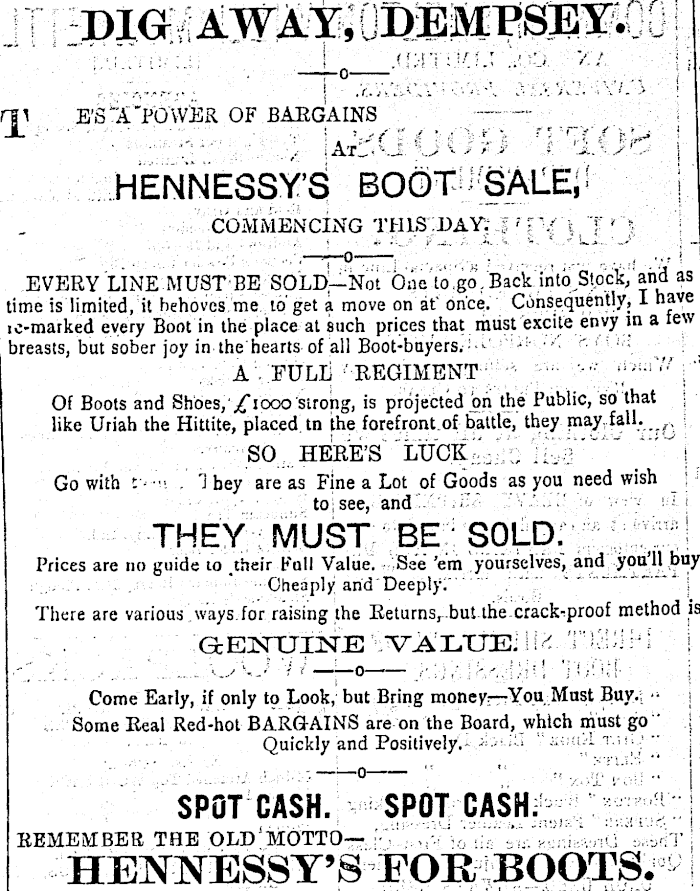 DIG AWAY, DEMPSEY.
E'S A POWER OF BARGAINS
AT
HENNESSY'S BOOT SALE,
COMMENCING THIS DAY.
EVERY LINE MUST BE SOLD—Not One to go Back into Stock, and as
time is limited, it behoves me to get a move on at once. Consequently, I have
re-marked every Boot in the place at such prices that must excite envy in a few
breasts, but sober joy in the hearts of all Boot-buyers.
A FULL REGIMENT
Of Boots and Shoes, £1000 strong, is projected on the Public, so that
like Uriah the Hittite, placed in the forefront of battle, they may fall.
SO HERE'S LUCK
Go with They are as Fine a Lot of Goods as you need wish
to see, and
THEY MUST BE SOLD.
Prices are no guide to their Full Value. See 'em yourselves, and you'll buy
Cheaply and Deeply.
There are various ways for raising the Returns, but the crack-proof method is
GENUINE VALUE.
Come Early, if only to Look, but Bring money—You Must Buy.
Some Real Red-hot BARGAINS are on the Board, which must go
Quickly and Positively.
SPOT CASH. SPOT CASH.
REMEMBER THE OLD MOTTO—
HENNESSY'S FOR BOOTS.